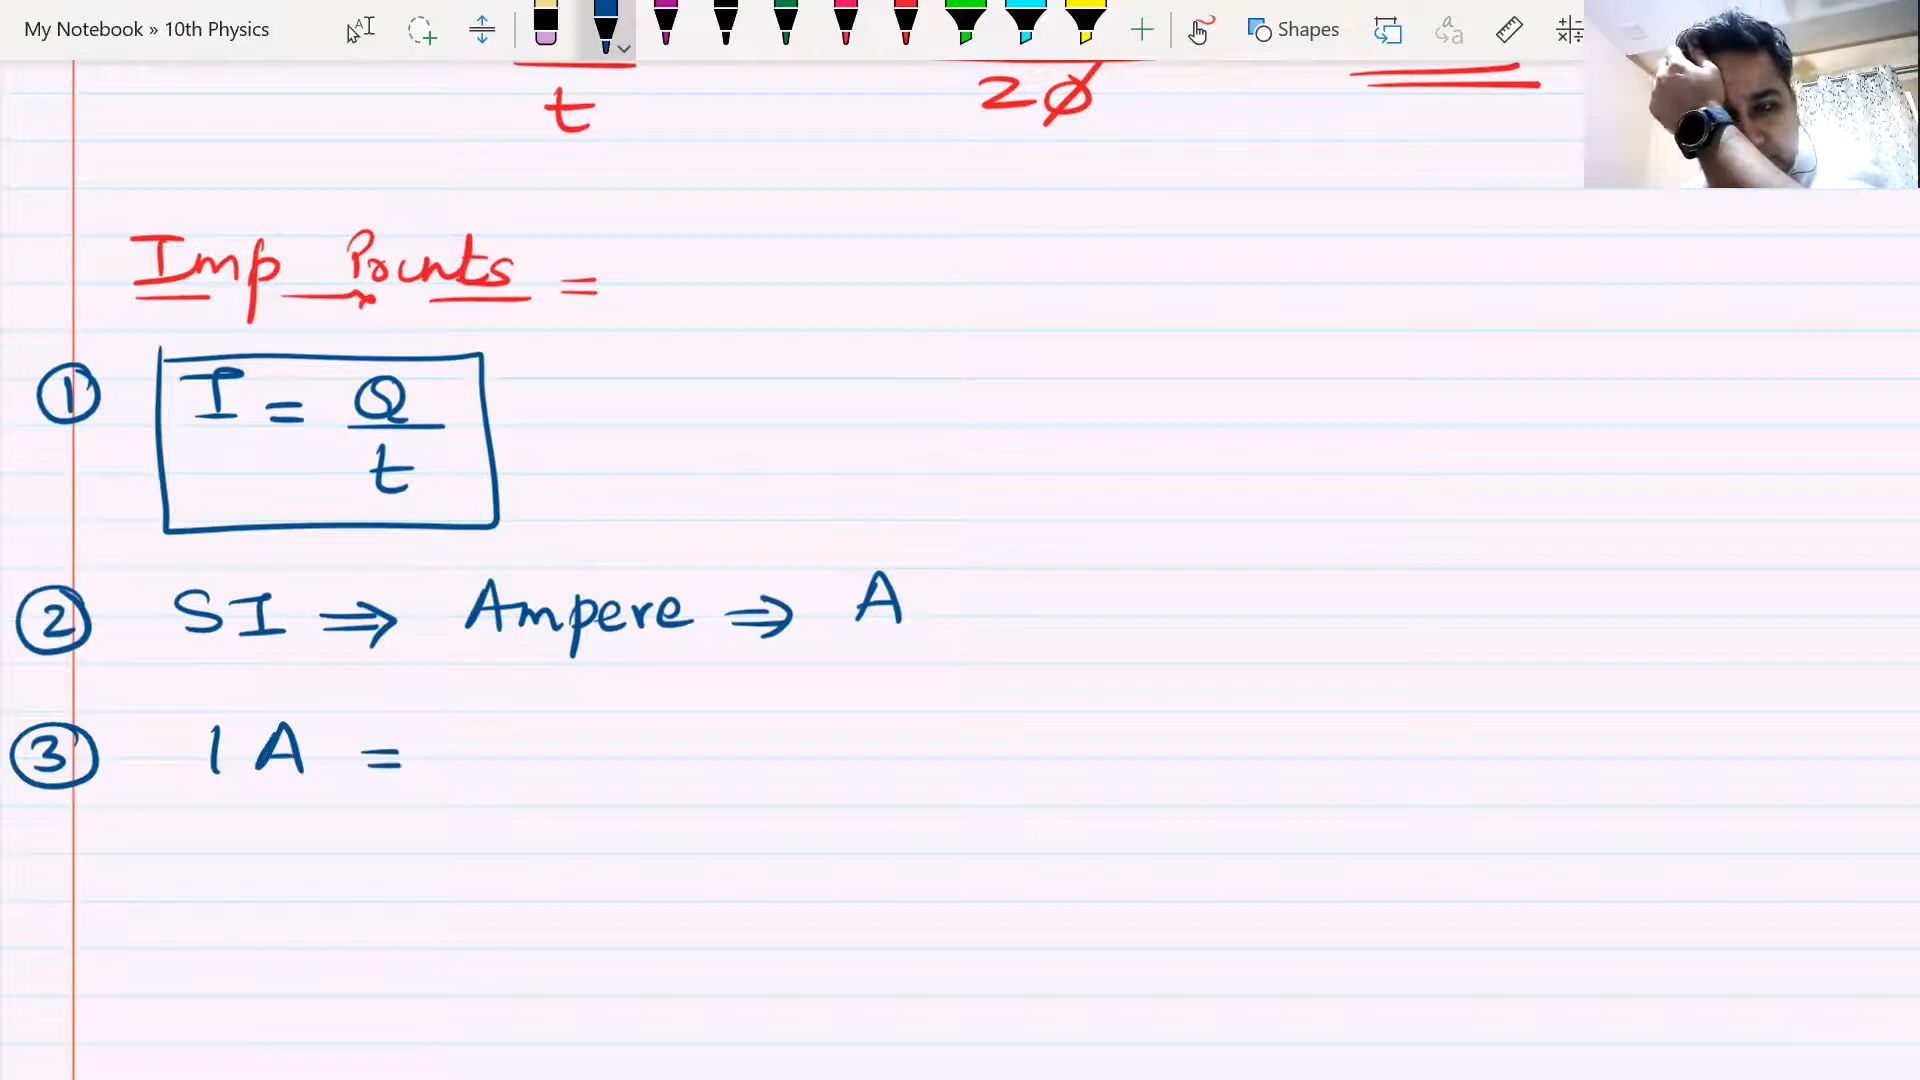 My Notebook » 10th Physics
Shapes
t
20
Imp Points =
① I = Q
t
② SI ⇒ Ampere ⇒ A
③ 1 A =